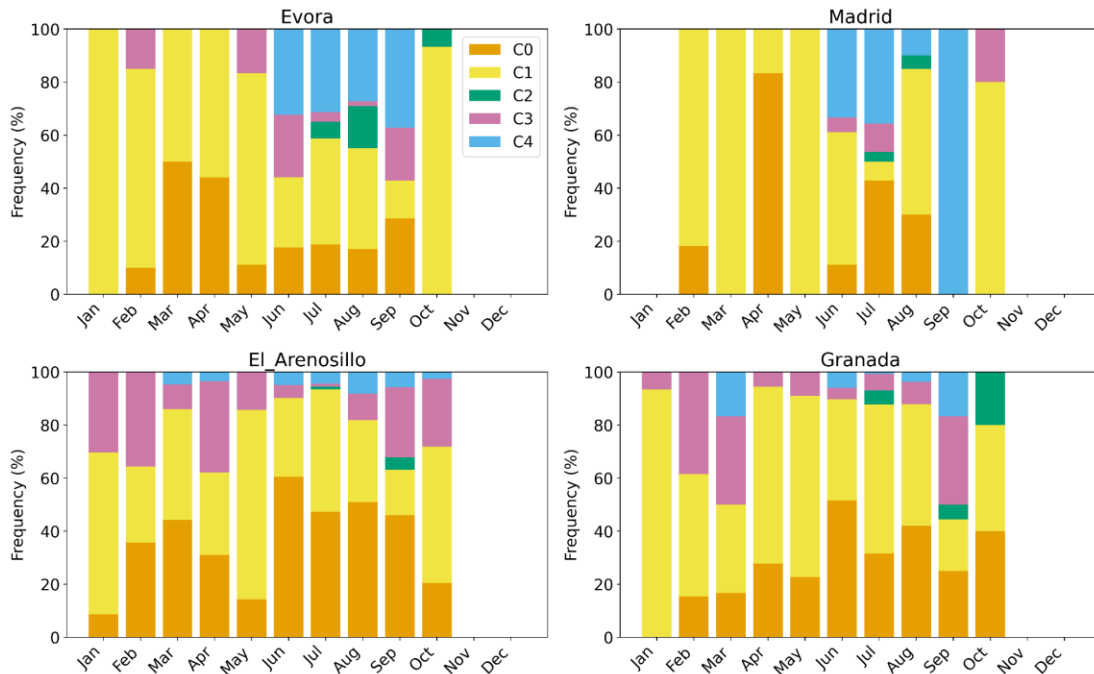 Evora
Frequency (%)
100
80
60
40
20
0
Jan Feb Mar Apr May Jun Jul Aug Sep Oct Nov Dec
C0
C1
C2
C3
C4
Madrid
Frequency (%)
100
80
60
40
20
0
Jan Feb Mar Apr May Jun Jul Aug Sep Oct Nov Dec
El_Arenosillo
Frequency (%)
100
80
60
40
20
0
Jan Feb Mar Apr May Jun Jul Aug Sep Oct Nov Dec
Granada
Frequency (%)
100
80
60
40
20
0
Jan Feb Mar Apr May Jun Jul Aug Sep Oct Nov Dec